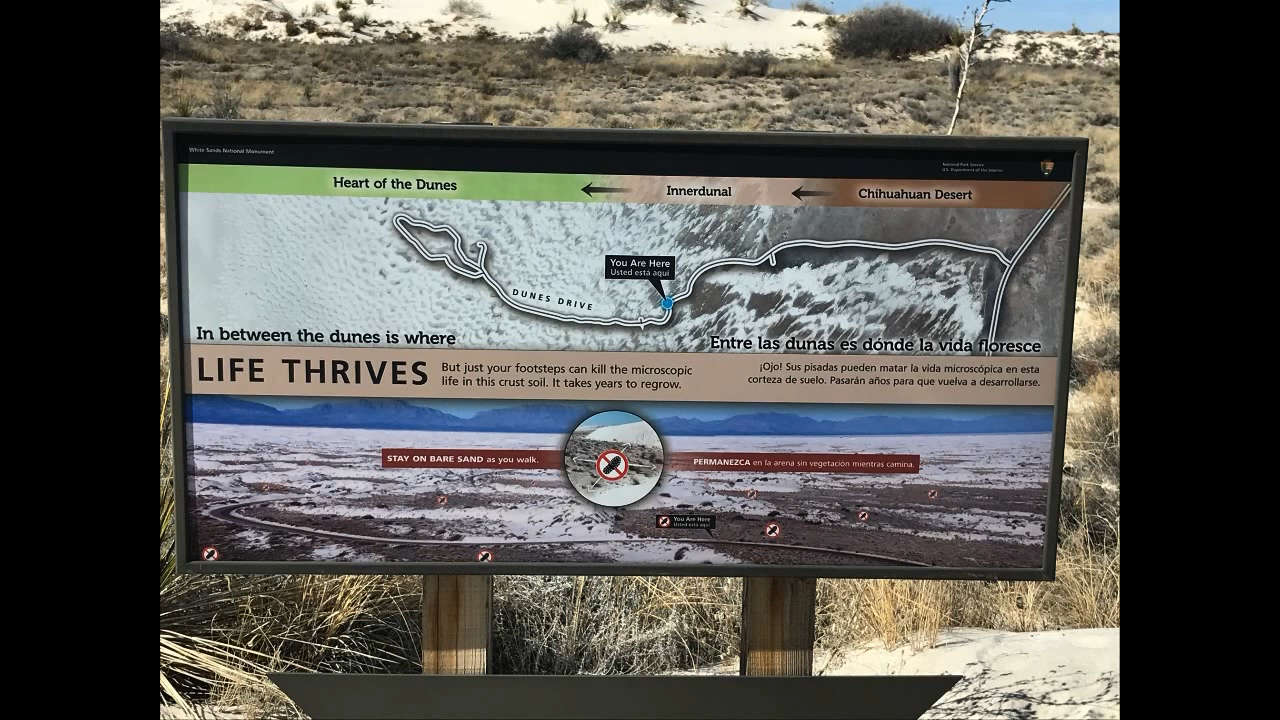 White Sands National Monument
National Park Service
U.S. Department of the Interior
Heart of the Dunes
Innerdunal
Chihuahuan Desert
You Are Here
Usted está aquí
DUNES DRIVE
In between the dunes is where
Entre las dunas es dónde la vida floresce
LIFE THRIVES
But just your footsteps can kill the microscopic
life in this crust soil. It takes years to regrow.
¡Ojo! Sus pisadas pueden matar la vida microscópica en esta
corteza de suelo. Pasarán años para que vuelva a desarrollarse.
STAY ON BARE SAND as you walk.
PERMANEZCA en la arena sin vegetación mientras camina.
You Are Here
Usted está aquí